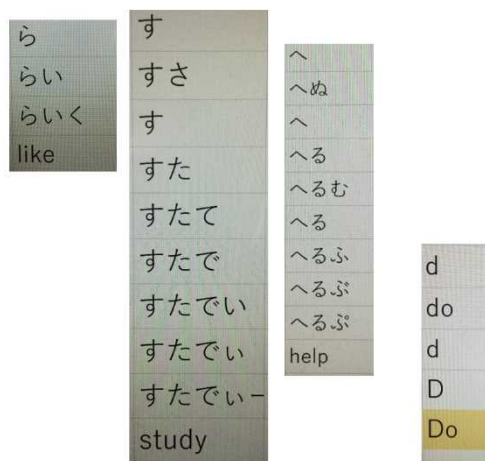 ら
らい
らいく
like
す
すさ
す
すた
すたて
すたで
すたでい
すたでぃ
すたでぃー
study
へ
へぬ
へ
へる
へるむ
へる
へるふ
へるぶ
へるぷ
help
d
do
d
D
Do